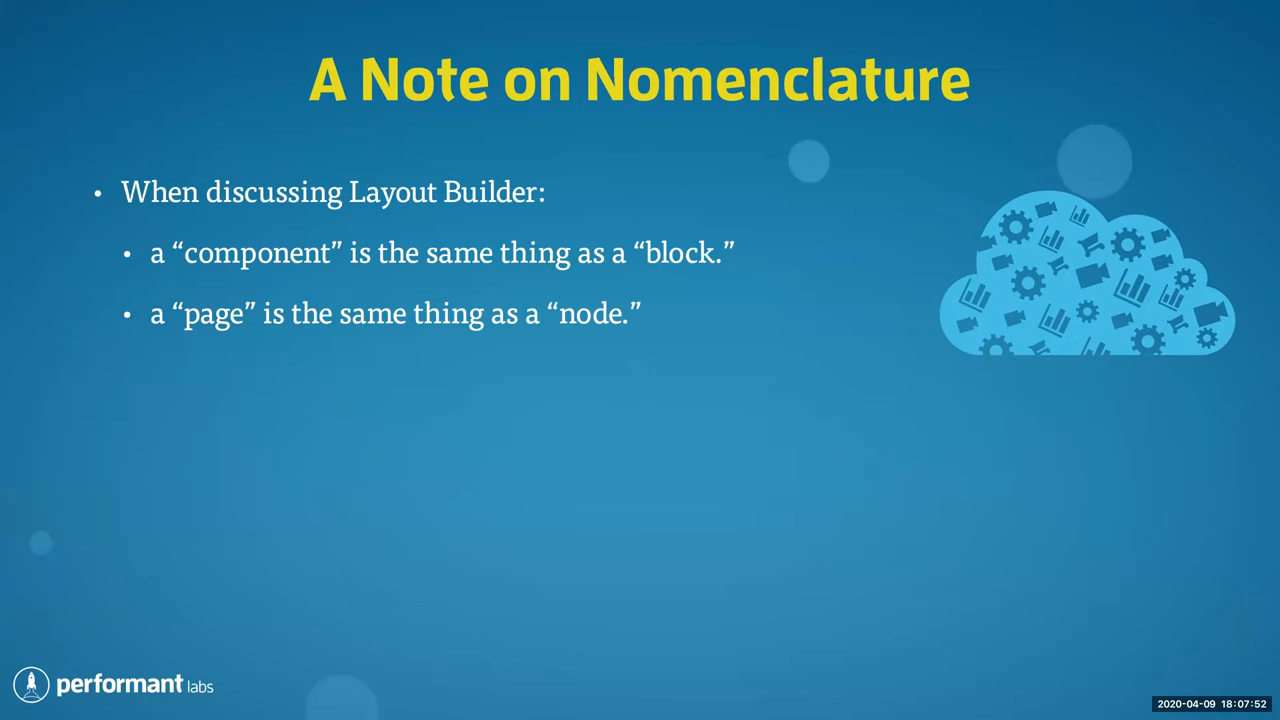 A Note on Nomenclature
• When discussing Layout Builder:
• a “component” is the same thing as a “block.”
• a “page” is the same thing as a “node.”
performant labs
2020-04-09 18:07:52